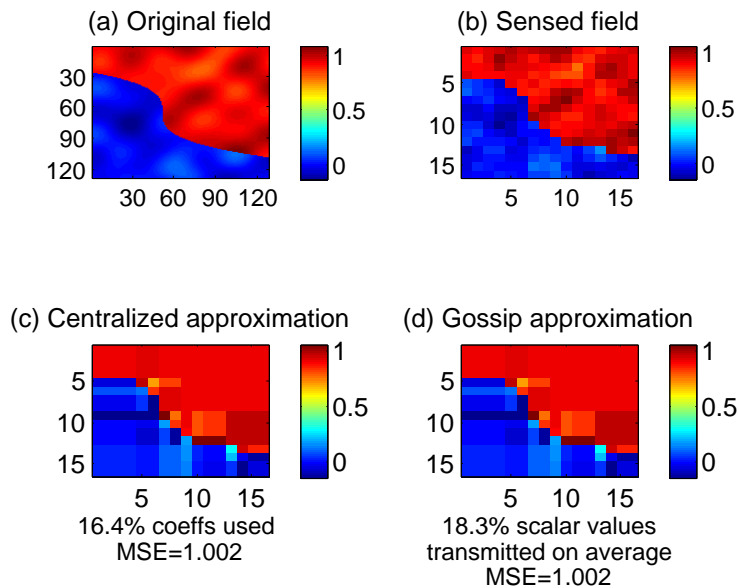 (a) Original field
30
60
90
120
30 60 90 120
1
0.5
0
(b) Sensed field
5
10
15
5 10 15
1
0.5
0
(c) Centralized approximation
5
10
15
5 10 15
1
0.5
0
16.4% coeffs used
MSE=1.002
(d) Gossip approximation
5
10
15
5 10 15
1
0.5
0
18.3% scalar values
transmitted on average
MSE=1.002